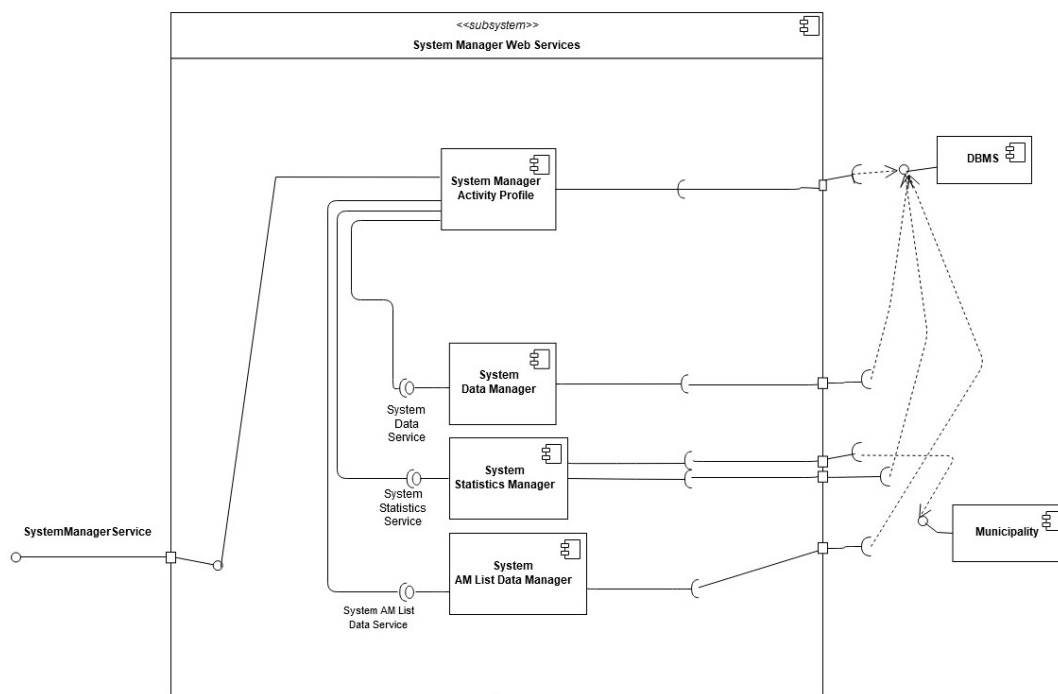 <<subsystem>>
System Manager Web Services
System Manager
Activity Profile
DBMS
System
Data Manager
System
Data
Service
System
Statistics Manager
System
Statistics
Service
SystemManagerService
Municipality
System
AM List Data Manager
System AM List
Data Service